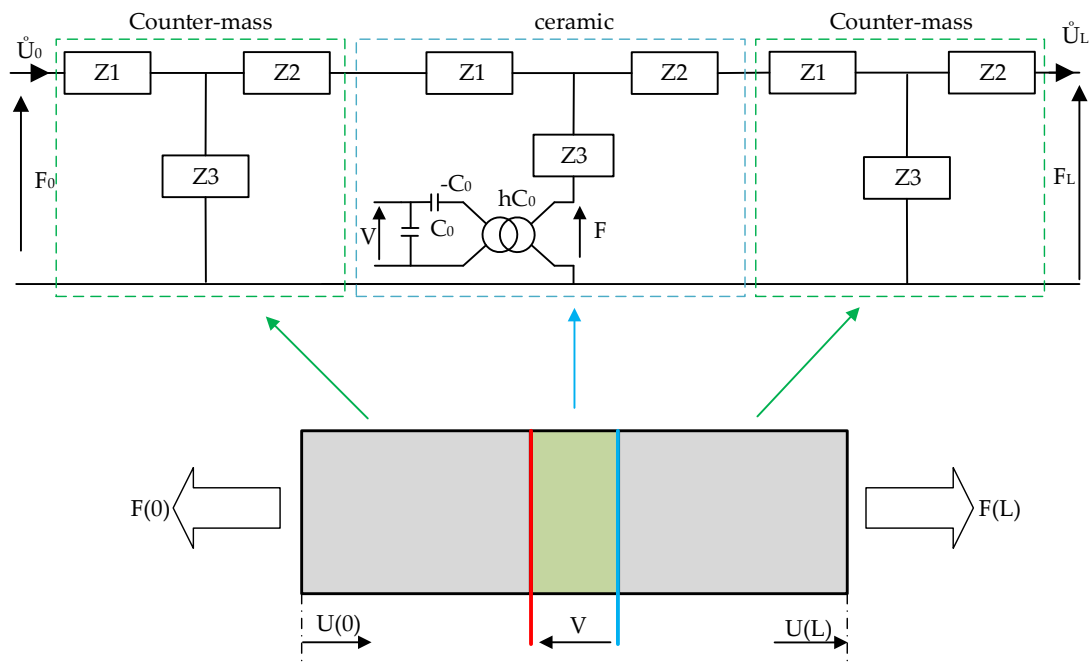 Counter-mass
ceramic
Counter-mass
Ů0
ŮL
Z1
Z2
Z1
Z2
Z1
Z2
Z3
Z3
Z3
F0
FL
-C0
hC0
C0
V
F
F(0)
F(L)
U(0)
V
U(L)